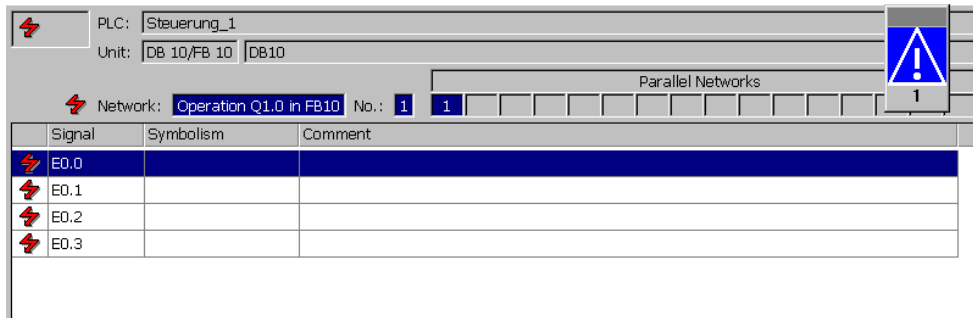 PLC: Steuerung_1
Unit: DB 10/FB 10 DB10
Parallel Networks
Network: Operation Q1.0 in FB10 No.: 1 1
1
Signal Symbolism Comment
E0.0
E0.1
E0.2
E0.3